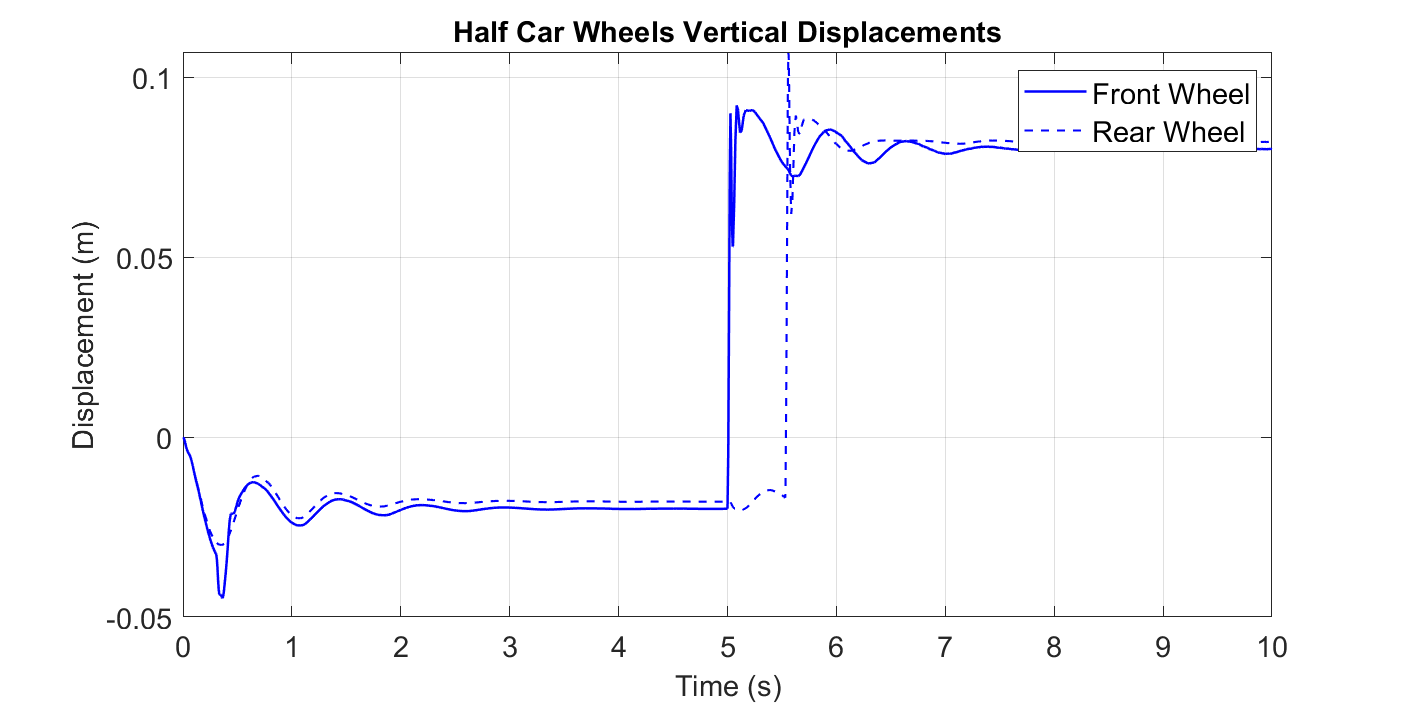 Half Car Wheels Vertical Displacements
0.1
0.05
0
-0.05
Displacement (m)
Front Wheel
Rear Wheel
0 1 2 3 4 5 6 7 8 9 10
Time (s)